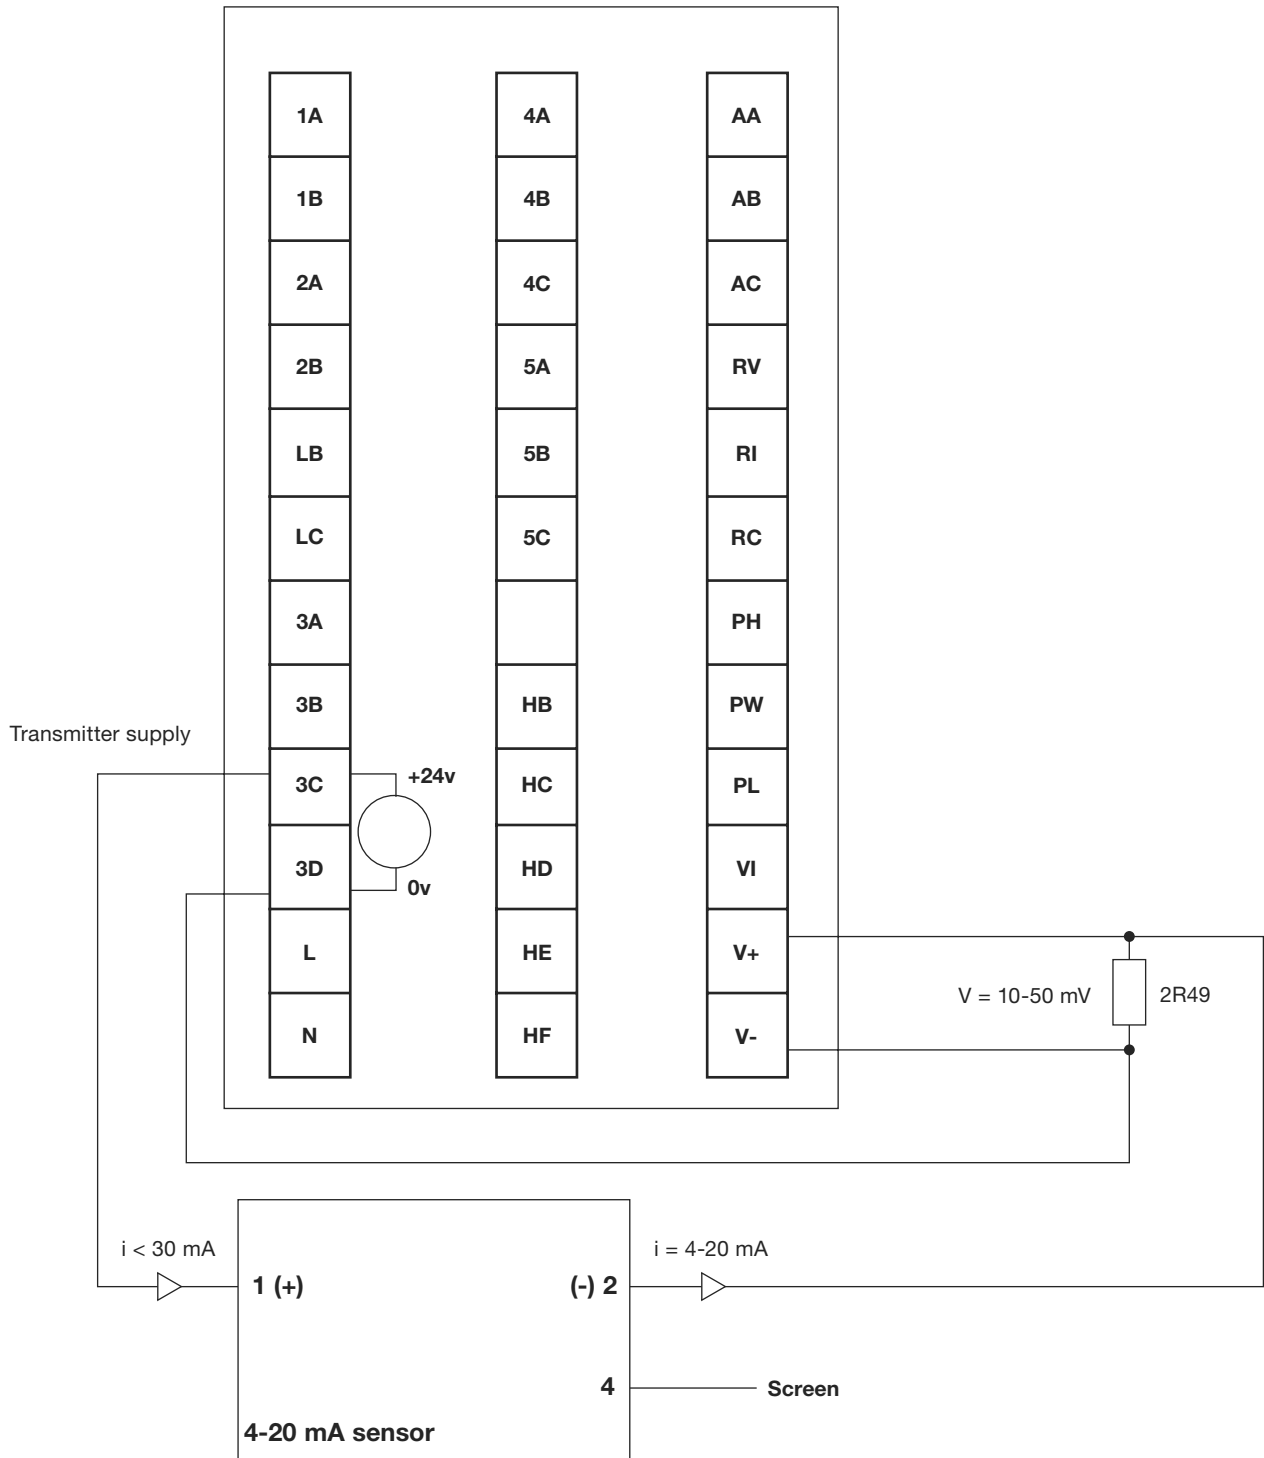 1A
4A
AA
1B
4B
AB
2A
4C
AC
2B
5A
RV
LB
5B
RI
LC
5C
RC
3A
PH
3B
HB
PW
Transmitter supply
3C
+24v
HC
PL
3D
0v
HD
VI
L
HE
V+
V = 10-50 mV
2R49
N
HF
V-
i < 30 mA
i = 4-20 mA
1 (+)
(-) 2
4
Screen
4-20 mA sensor